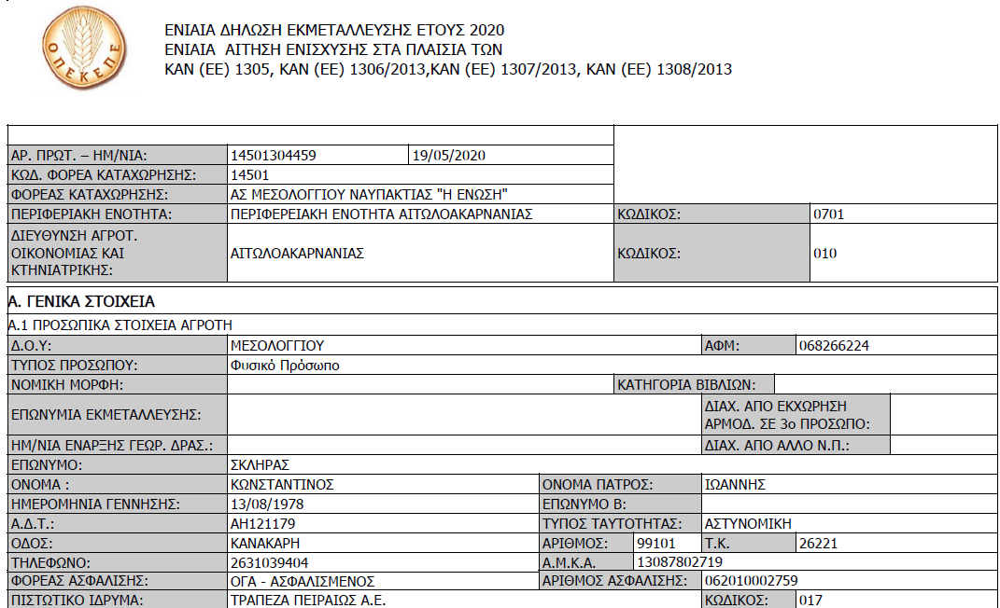 ΟΠΕΚΕΠΕ
ΕΝΙΑΙΑ ΔΗΛΩΣΗ ΕΚΜΕΤΑΛΛΕΥΣΗΣ ΕΤΟΥΣ 2020
ΕΝΙΑΙΑ ΑΙΤΗΣΗ ΕΝΙΣΧΥΣΗΣ ΣΤΑ ΠΛΑΙΣΙΑ ΤΩΝ
ΚΑΝ (ΕΕ) 1305, ΚΑΝ (ΕΕ) 1306/2013,ΚΑΝ (ΕΕ) 1307/2013, ΚΑΝ (ΕΕ) 1308/2013
ΑΡ. ΠΡΩΤ. – ΗΜ/ΝΙΑ: 14501304459 19/05/2020
ΚΩΔ. ΦΟΡΕΑ ΚΑΤΑΧΩΡΗΣΗΣ: 14501
ΦΟΡΕΑΣ ΚΑΤΑΧΩΡΗΣΗΣ: ΑΣ ΜΕΣΟΛΟΓΓΙΟΥ ΝΑΥΠΑΚΤΙΑΣ "Η ΕΝΩΣΗ"
ΠΕΡΙΦΕΡΙΑΚΗ ΕΝΟΤΗΤΑ: ΠΕΡΙΦΕΡΕΙΑΚΗ ΕΝΟΤΗΤΑ ΑΙΤΩΛΟΑΚΑΡΝΑΝΙΑΣ ΚΩΔΙΚΟΣ: 0701
ΔΙΕΥΘΥΝΣΗ ΑΓΡΟΤ.
ΟΙΚΟΝΟΜΙΑΣ ΚΑΙ
ΚΤΗΝΙΑΤΡΙΚΗΣ:
ΑΙΤΩΛΟΑΚΑΡΝΑΝΙΑΣ ΚΩΔΙΚΟΣ: 010
Α. ΓΕΝΙΚΑ ΣΤΟΙΧΕΙΑ
Α.1 ΠΡΟΣΩΠΙΚΑ ΣΤΟΙΧΕΙΑ ΑΓΡΟΤΗ
Δ.Ο.Υ: ΜΕΣΟΛΟΓΓΙΟΥ ΑΦΜ: 068266224
ΤΥΠΟΣ ΠΡΟΣΩΠΟΥ: Φυσικό Πρόσωπο
ΝΟΜΙΚΗ ΜΟΡΦΗ: ΚΑΤΗΓΟΡΙΑ ΒΙΒΛΙΩΝ:
ΕΠΩΝΥΜΙΑ ΕΚΜΕΤΑΛΛΕΥΣΗΣ:
ΔΙΑΧ. ΑΠΟ ΕΚΧΩΡΗΣΗ
ΑΡΜΟΔ. ΣΕ 3ο ΠΡΟΣΩΠΟ:
ΗΜ/ΝΙΑ ΕΝΑΡΞΗΣ ΓΕΩΡ. ΔΡΑΣ.: ΔΙΑΧ. ΑΠΟ ΑΛΛΟ Ν.Π.:
ΕΠΩΝΥΜΟ: ΣΚΛΗΡΑΣ
ΟΝΟΜΑ : ΚΩΝΣΤΑΝΤΙΝΟΣ ΟΝΟΜΑ ΠΑΤΡΟΣ: ΙΩΑΝΝΗΣ
ΗΜΕΡΟΜΗΝΙΑ ΓΕΝΝΗΣΗΣ: 13/08/1978 ΕΠΩΝΥΜΟ Β:
Α.Δ.Τ.: ΑΗ121179 ΤΥΠΟΣ ΤΑΥΤΟΤΗΤΑΣ: ΑΣΤΥΝΟΜΙΚΗ
ΟΔΟΣ: ΚΑΝΑΚΑΡΗ ΑΡΙΘΜΟΣ: 99101 Τ.Κ. 26221
ΤΗΛΕΦΩΝΟ: 2631039404 Α.Μ.Κ.Α. 13087802719
ΦΟΡΕΑΣ ΑΣΦΑΛΙΣΗΣ: ΟΓΑ - ΑΣΦΑΛΙΣΜΕΝΟΣ ΑΡΙΘΜΟΣ ΑΣΦΑΛΙΣΗΣ: 062010002759
ΠΙΣΤΩΤΙΚΟ ΙΔΡΥΜΑ: ΤΡΑΠΕΖΑ ΠΕΙΡΑΙΩΣ Α.Ε. ΚΩΔΙΚΟΣ: 017